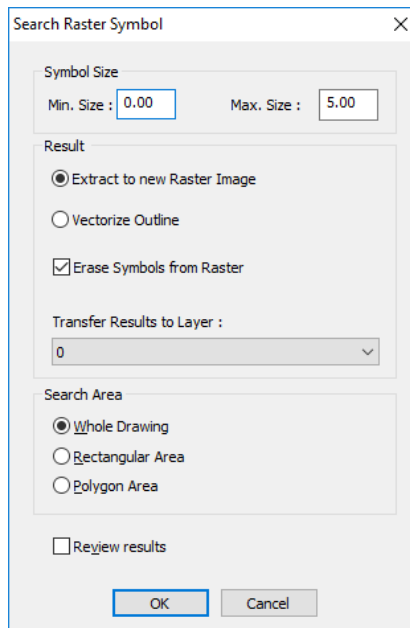 Search Raster Symbol
Symbol Size
Min. Size : 0.00 Max. Size : 5.00
Result
Extract to new Raster Image
Vectorize Outline
Erase Symbols from Raster
Transfer Results to Layer :
0
Search Area
Whole Drawing
Rectangular Area
Polygon Area
Review results
OK Cancel